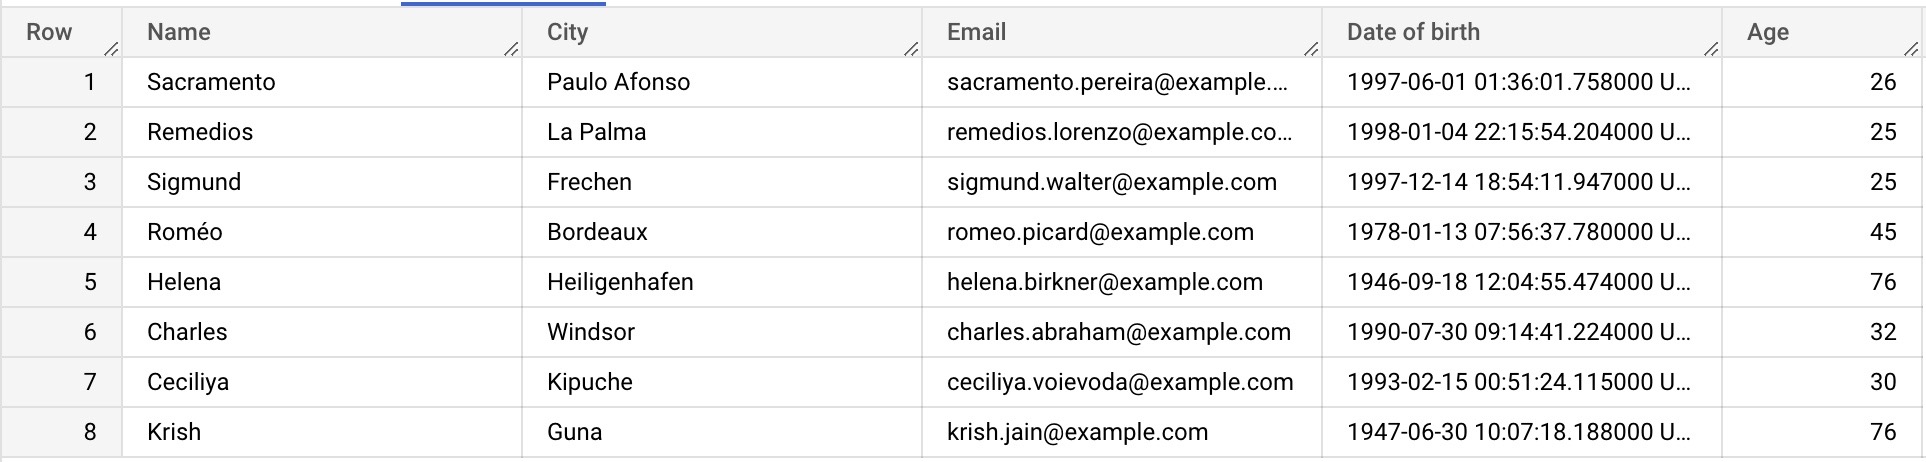 Row Name City Email Date of birth Age
1 Sacramento Paulo Afonso sacramento.pereira@example.... 1997-06-01 01:36:01.758000 U... 26
2 Remedios La Palma remedios.lorenzo@example.co... 1998-01-04 22:15:54.204000 U... 25
3 Sigmund Frechen sigmund.walter@example.com 1997-12-14 18:54:11.947000 U... 25
4 Roméo Bordeaux romeo.picard@example.com 1978-01-13 07:56:37.780000 U... 45
5 Helena Heiligenhafen helena.birkner@example.com 1946-09-18 12:04:55.474000 U... 76
6 Charles Windsor charles.abraham@example.com 1990-07-30 09:14:41.224000 U... 32
7 Ceciliya Kipuche ceciliya.voievoda@example.com 1993-02-15 00:51:24.115000 U... 30
8 Krish Guna krish.jain@example.com 1947-06-30 10:07:18.188000 U... 76